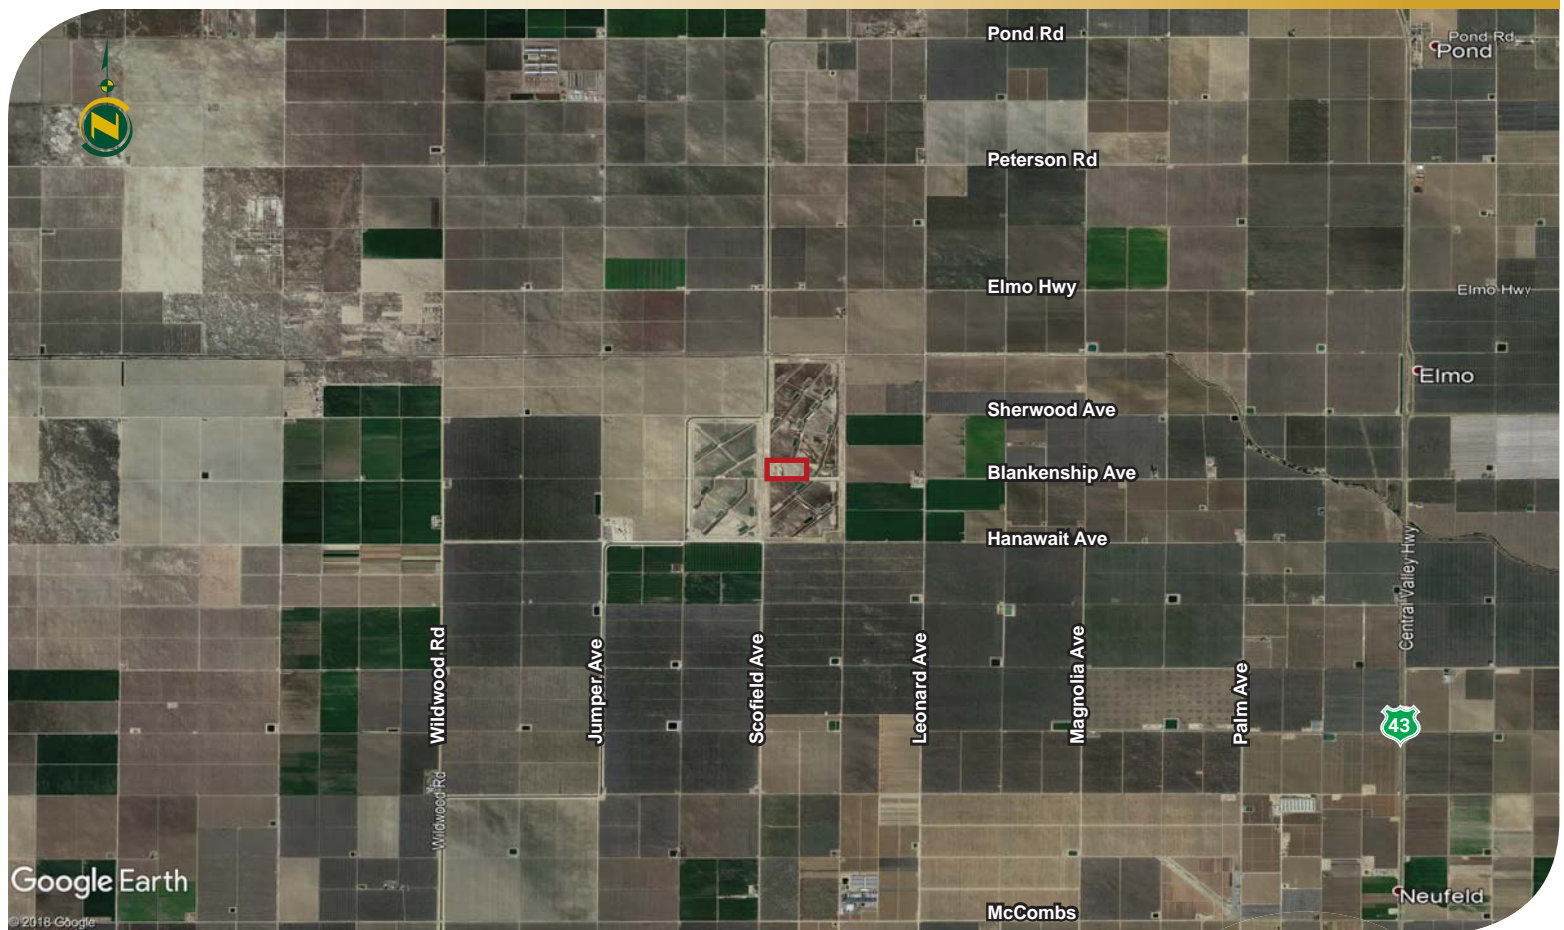 Pond Rd
Pond Rd
Pond
N
Peterson Rd
Elmo Hwy
Elmo Hwy
Elmo
Sherwood Ave
Blankenship Ave
Hanawait Ave
Central Valley Hwy
Wildwood Rd
Jumper Ave
Scofield Ave
Leonard Ave
Magnolia Ave
Palm Ave
43
Wildwood Rd
Google Earth
Neufeld
McCombs
© 2018 Google